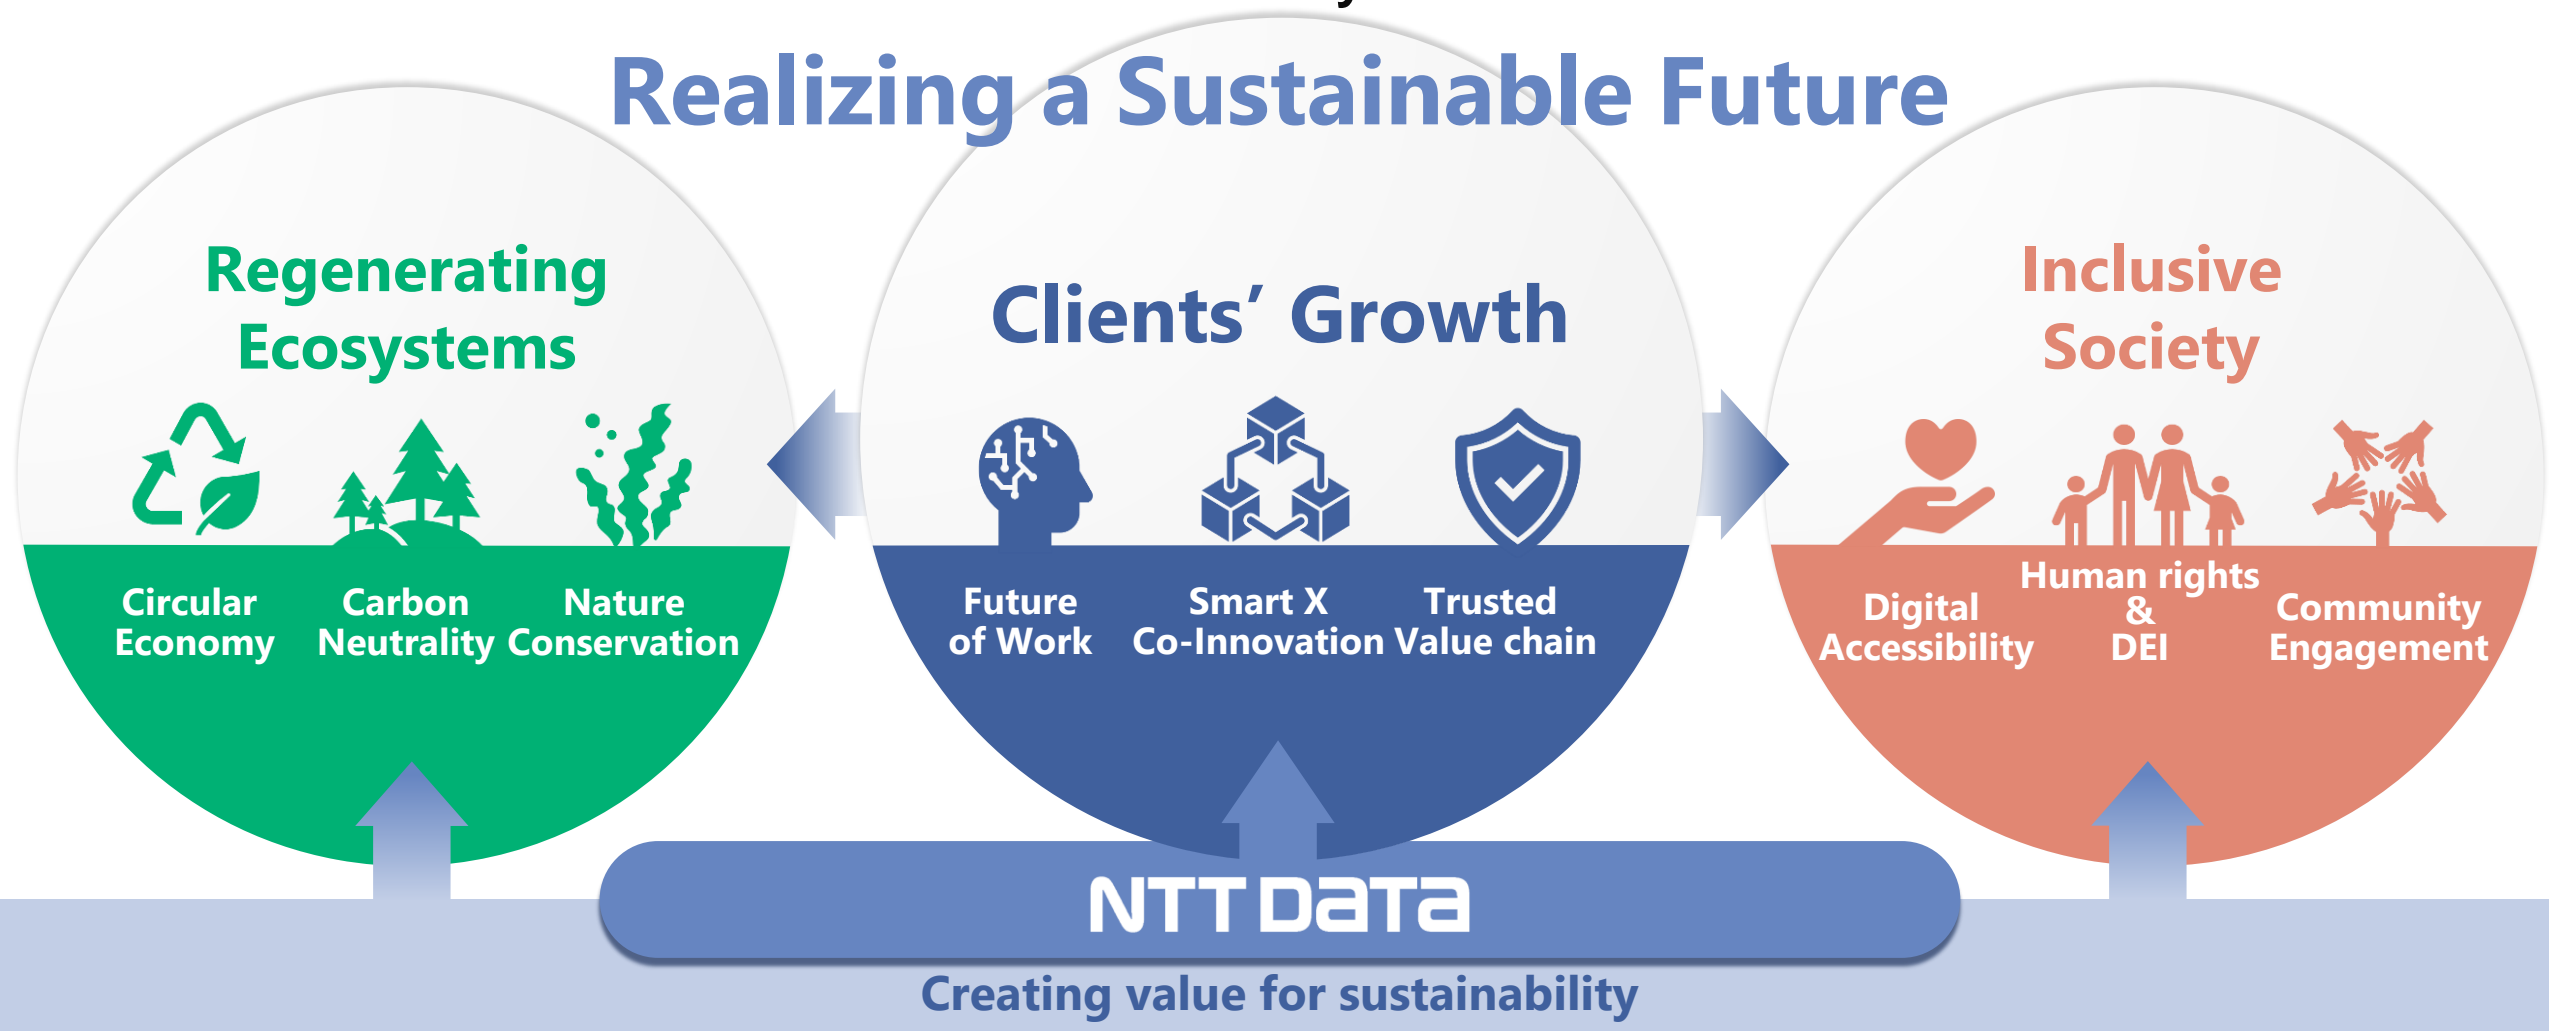 Realizing a Sustainable Future
Regenerating
Ecosystems
Circular
Economy
Carbon
Neutrality
Nature
Conservation
Clients’ Growth
Future
of Work
Smart X
Co-Innovation
Trusted
Value chain
Inclusive
Society
Digital
Accessibility
Human rights
&
DEI
Community
Engagement
NTT DATA
Creating value for sustainability